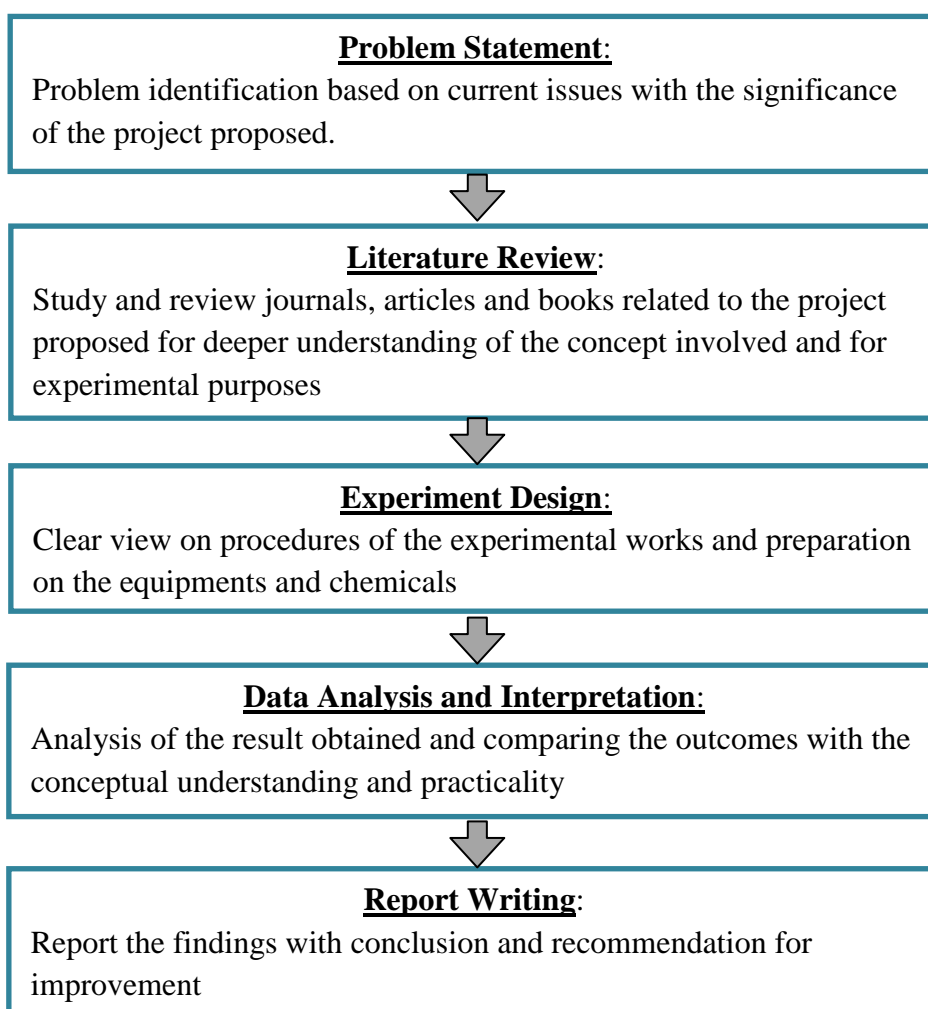 Problem Statement:
Problem identification based on current issues with the significance
of the project proposed.
Literature Review:
Study and review journals, articles and books related to the project
proposed for deeper understanding of the concept involved and for
experimental purposes
Experiment Design:
Clear view on procedures of the experimental works and preparation
on the equipments and chemicals
Data Analysis and Interpretation:
Analysis of the result obtained and comparing the outcomes with the
conceptual understanding and practicality
Report Writing:
Report the findings with conclusion and recommendation for
improvement